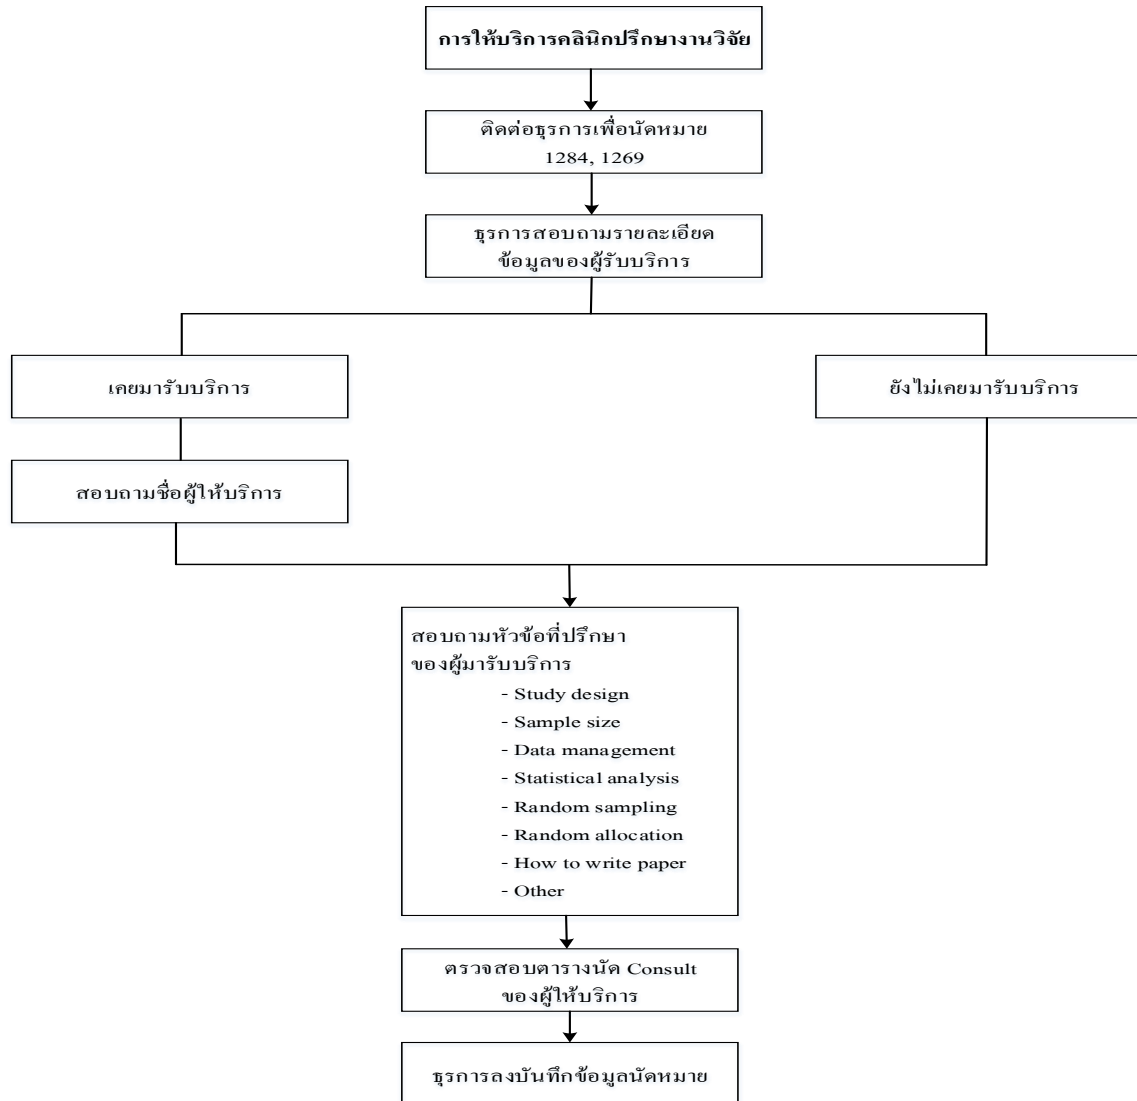 การให้บริการคลินิกปรึกษางานวิจัย
ติดต่อธุรการเพื่อนัดหมาย
1284, 1269
ธุรการสอบถามรายละเอียด
ข้อมูลของผู้รับบริการ
เคยมารับบริการ
ยังไม่เคยมารับบริการ
สอบถามชื่อผู้ให้บริการ
สอบถามหัวข้อที่ปรึกษา
ของผู้มารับบริการ
- Study design
- Sample size
- Data management
- Statistical analysis
- Random sampling
- Random allocation
- How to write paper
- Other
ตรวจสอบตารางนัด Consult
ของผู้ให้บริการ
ธุรการลงบันทึกข้อมูลนัดหมาย